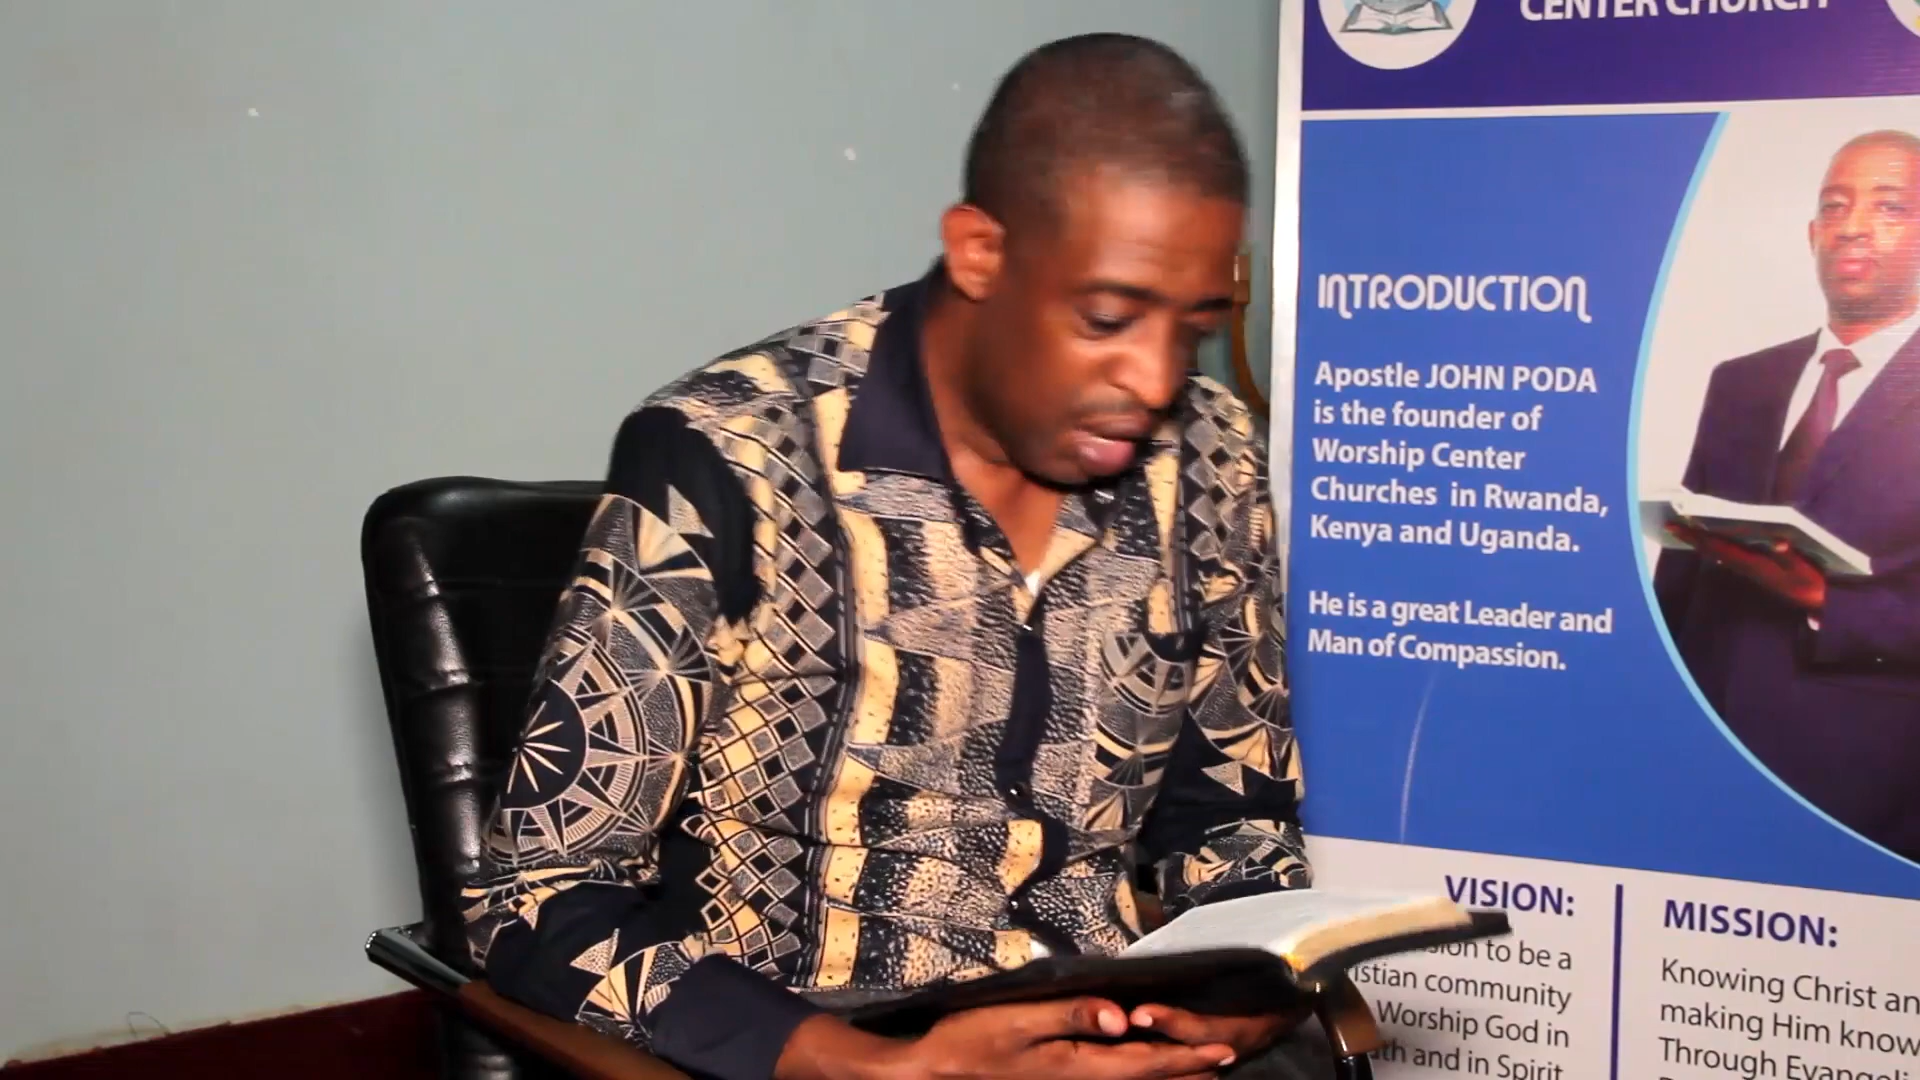 CENTER CHURCH
INTRODUCTION
Apostle JOHN PODA
is the founder of
Worship Center
Churches in Rwanda,
Kenya and Uganda.
He is a great Leader and
Man of Compassion.
VISION:
to be a
community
Worship God in
and in Spirit
MISSION:
Knowing Christ
making Him
Through